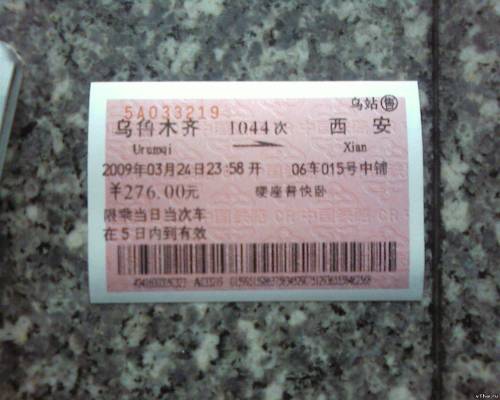 5A033219
乌站售
乌鲁木齐 1044次 西 安
Urumqi Xian
2009年03月24日23:58开 06车015号中铺
￥276.00元 硬座普快卧
限乘当日当次车
在5日内到有效